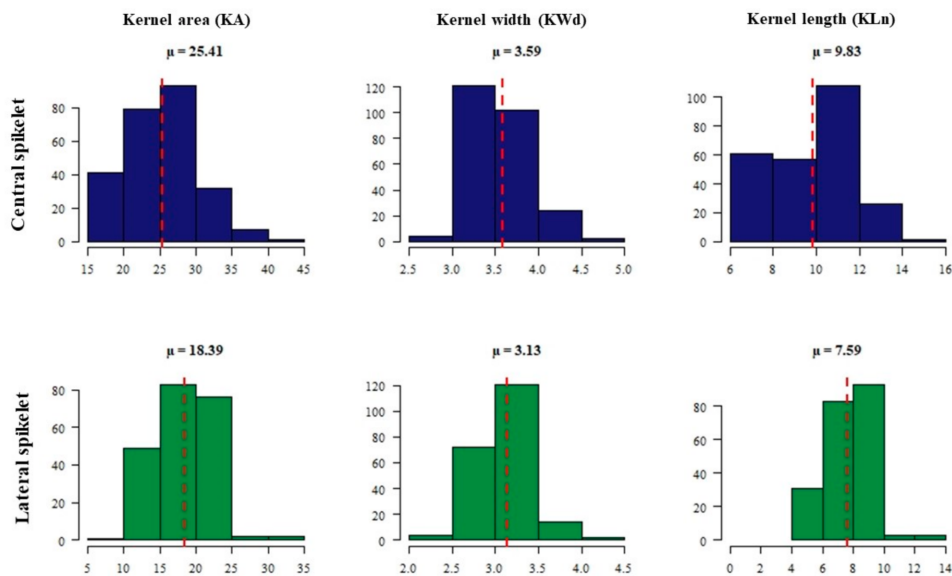 Kernel area (KA) Kernel width (KWd) Kernel length (KLn)
Central spikelet
μ = 25.41
80
60
40
20
0
15 20 25 30 35 40 45
μ = 3.59
120
100
80
60
40
20
0
2.5 3.0 3.5 4.0 4.5 5.0
μ = 9.83
100
80
60
40
20
0
6 8 10 12 14 16
Lateral spikelet
μ = 18.39
80
60
40
20
0
5 10 15 20 25 30 35
μ = 3.13
120
100
80
60
40
20
0
2.0 2.5 3.0 3.5 4.0 4.5
μ = 7.59
80
60
40
20
0
0 2 4 6 8 10 12 14